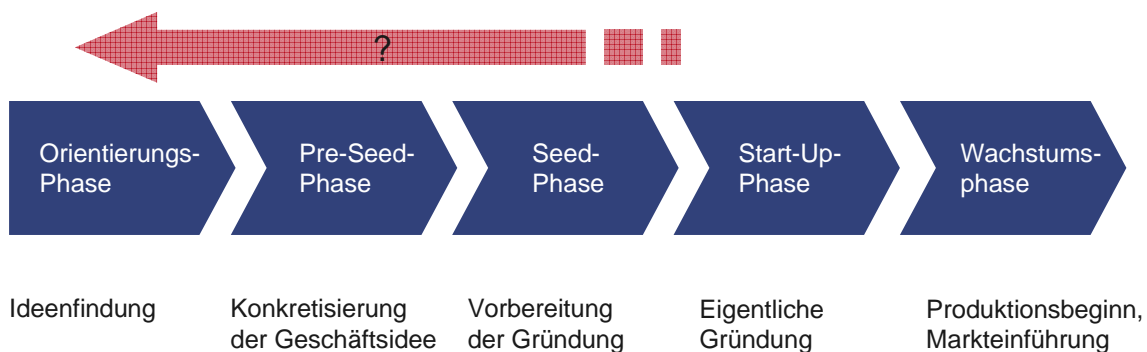 ?
Orientierungs-
Phase
Pre-Seed-
Phase
Seed-
Phase
Start-Up-
Phase
Wachstums-
phase
Ideenfindung
Konkretisierung
der Geschäftsidee
Vorbereitung
der Gründung
Eigentliche
Gründung
Produktionsbeginn,
Markteinführung